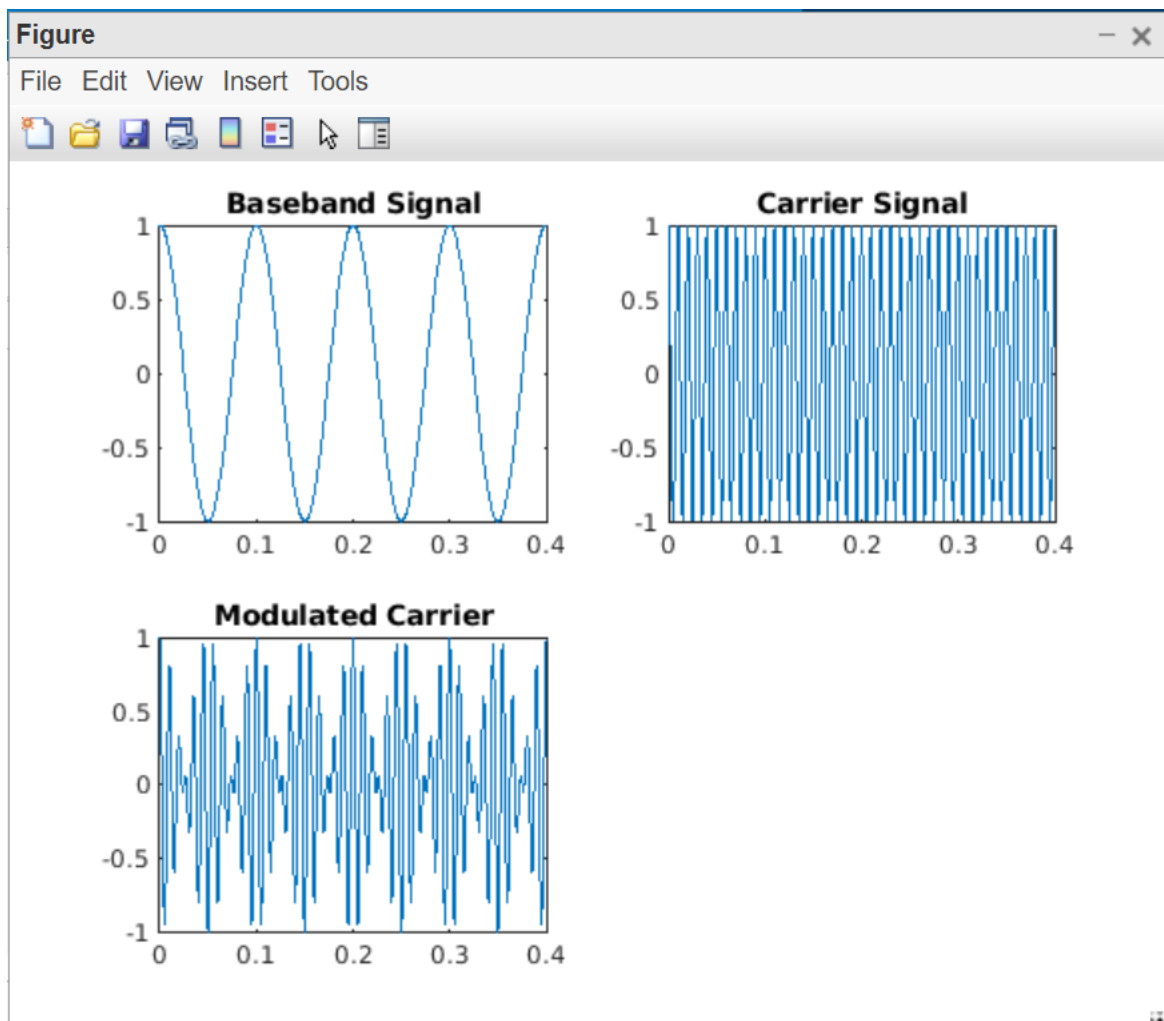 Figure
File Edit View Insert Tools
Baseband Signal
1
0.5
0
-0.5
-1
0 0.1 0.2 0.3 0.4
Carrier Signal
1
0.5
0
-0.5
-1
0 0.1 0.2 0.3 0.4
Modulated Carrier
1
0.5
0
-0.5
-1
0 0.1 0.2 0.3 0.4